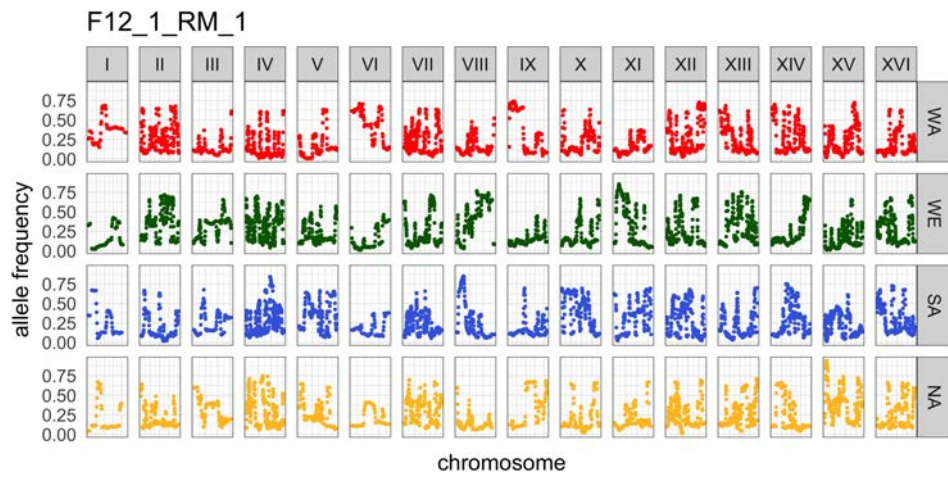 F12_1_RM_1
I II III IV V VI VII VIII IX X XI XII XIII XIV XV XVI
allele frequency
0.75
0.50
0.25
0.00
WA
0.75
0.50
0.25
0.00
WE
0.75
0.50
0.25
0.00
SA
0.75
0.50
0.25
0.00
NA
chromosome